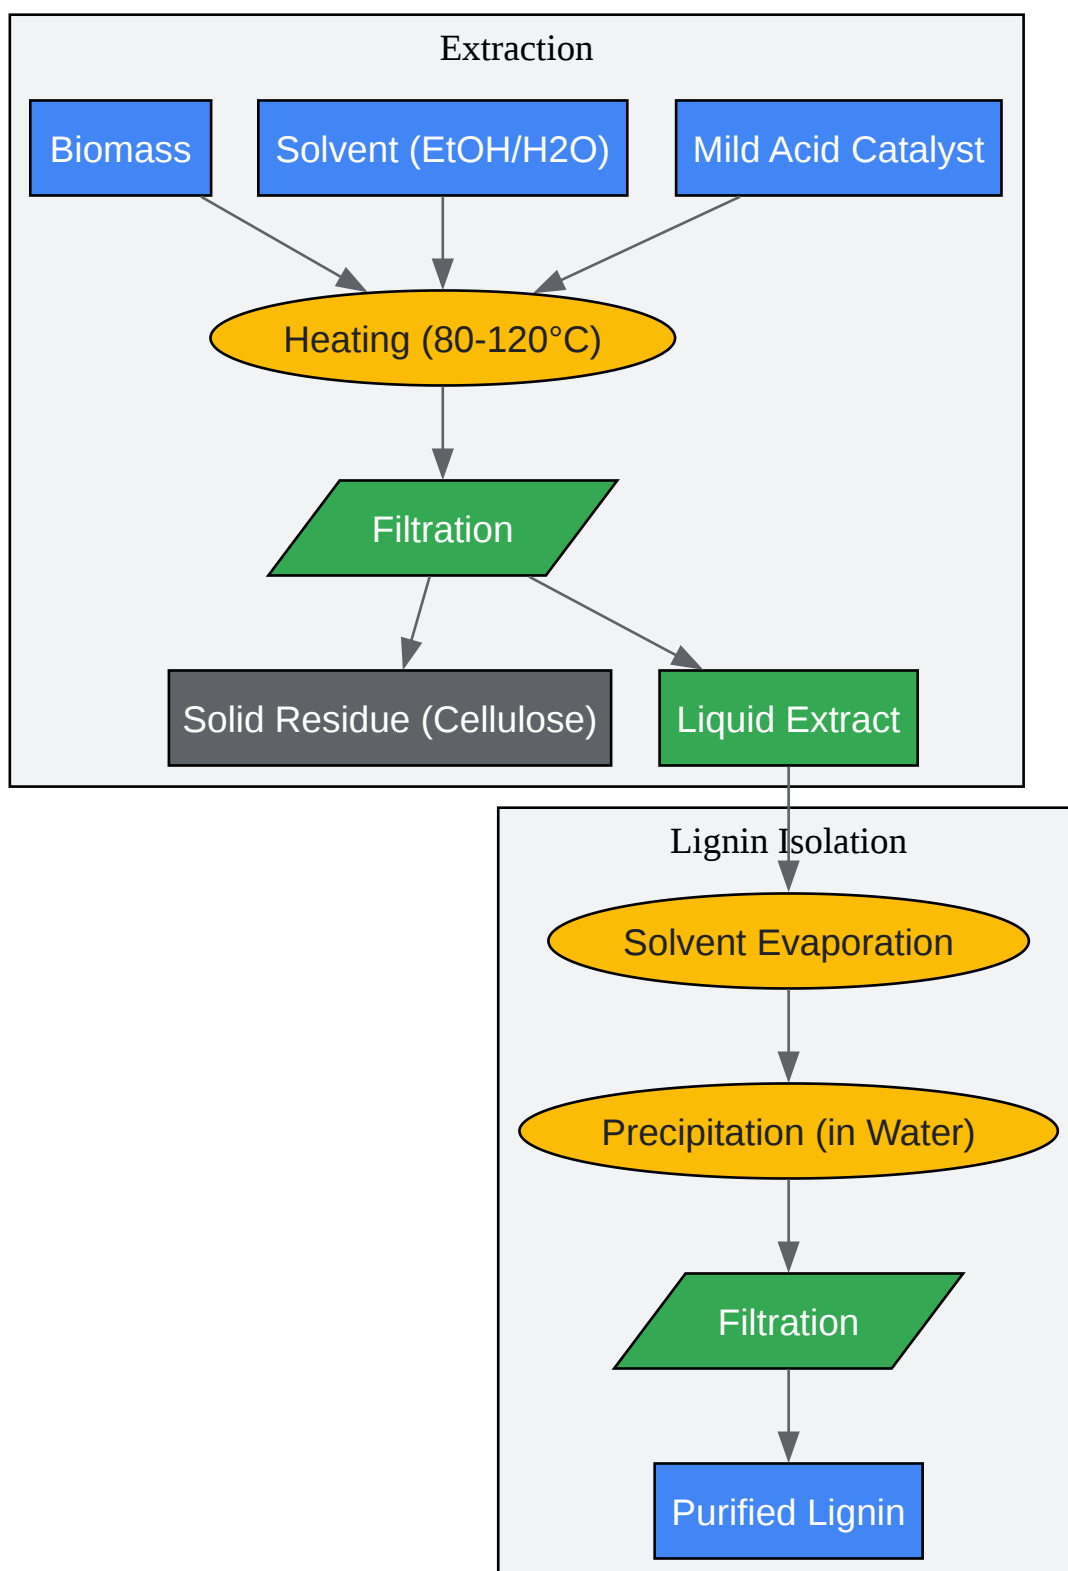 Extraction
Biomass
Solvent (EtOH/H2O)
Mild Acid Catalyst
Heating (80-120°C)
Filtration
Solid Residue (Cellulose)
Liquid Extract
Lignin Isolation
Solvent Evaporation
Precipitation (in Water)
Filtration
Purified Lignin